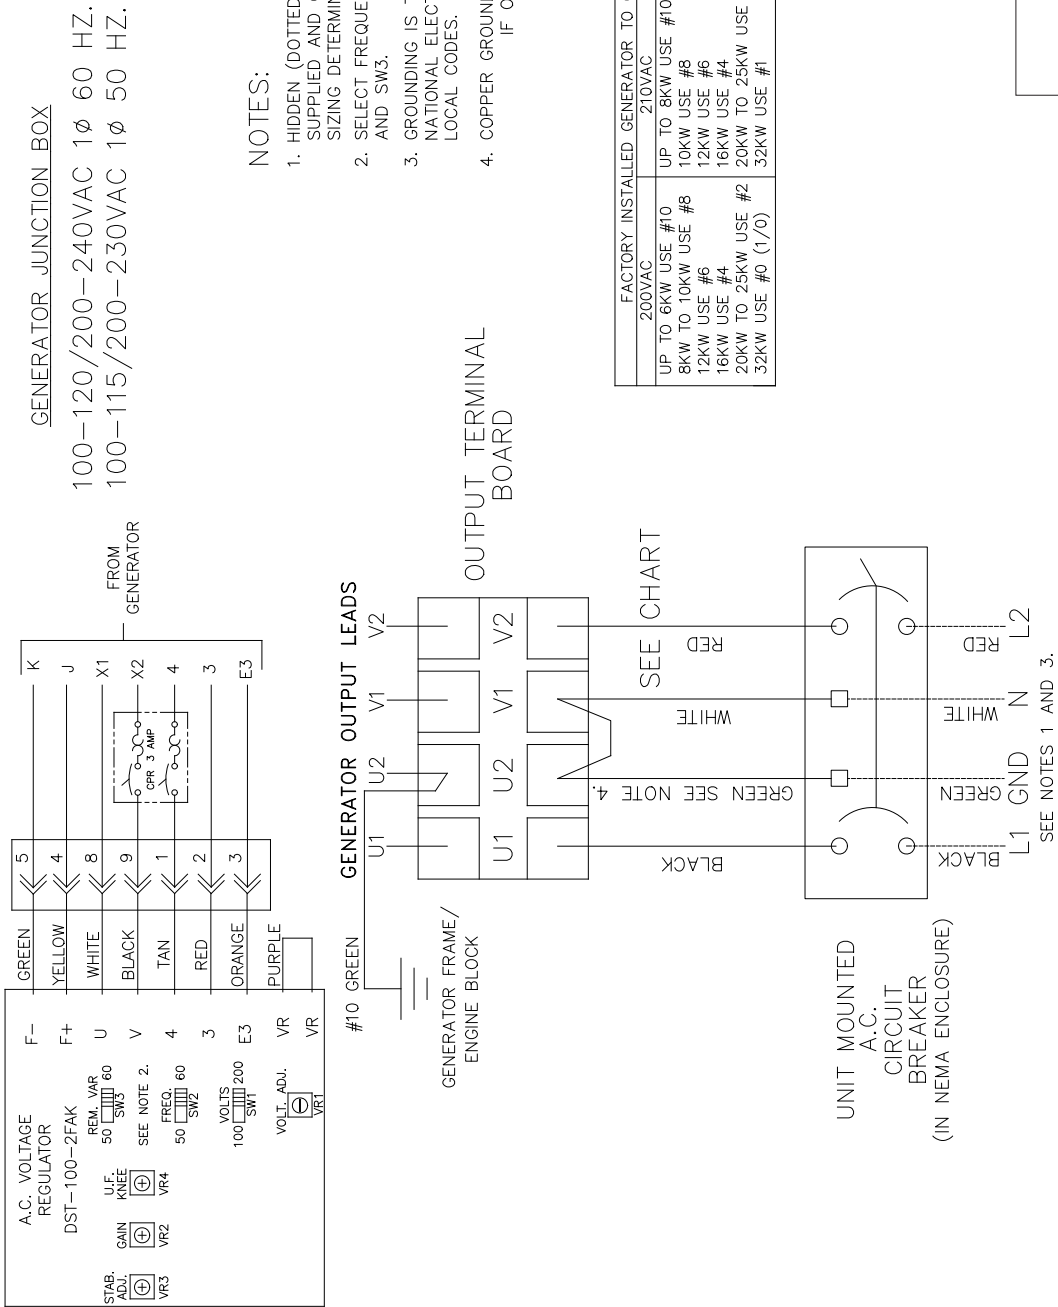 GENERATOR JUNCTION BOX
100-120/200-240VAC 1ø 60 HZ.
100-115/200-230VAC 1ø 50 HZ.
NOTES:
1. HIDDEN (DOTTED
SUPPLIED AND
SIZING DETERMIN
2. SELECT FREQUE
AND SW3.
3. GROUNDING IS
NATIONAL ELECT
LOCAL CODES.
4. COPPER GROUN
IF
FACTORY INSTALLED GENERATOR TO
200VAC
UP TO 6KW USE #10
8KW TO 10KW USE #8
12KW USE #6
16KW USE #4
20KW TO 25KW USE #2
32KW USE #0 (1/0)
210VAC
UP TO 8KW USE #10
10KW USE #8
12KW USE #6
16KW USE #4
20KW TO 25KW USE
32KW USE #1
A.C. VOLTAGE
REGULATOR
DST-100-2FAK
STAB.
ADJ.
VR3
GAIN
VR2
U.F.
KNEE
VR4
REM. VAR
50 60
SW3
SEE NOTE 2.
FREQ.
50 60
SW2
VOLTS
100 200
SW1
VOLT. ADJ.
VR1
F- GREEN 5 K
F+ YELLOW 4 J
U WHITE 8 X1
V BLACK 9 X2
4 TAN 1 4
3 RED 2 3
E3 ORANGE 3 E3
VR PURPLE
VR
CPR 3 AMP
FROM
GENERATOR
#10 GREEN
GENERATOR FRAME/
ENGINE BLOCK
GENERATOR OUTPUT LEADS
U1 U2 V1 V2
U1 U2 V1 V2
OUTPUT TERMINAL
BOARD
SEE CHART
BLACK
GREEN SEE NOTE 4.
WHITE
RED
UNIT MOUNTED
A.C.
CIRCUIT
BREAKER
(IN NEMA ENCLOSURE)
BLACK
GREEN
WHITE
RED
L1 GND N L2
SEE NOTES 1 AND 3.